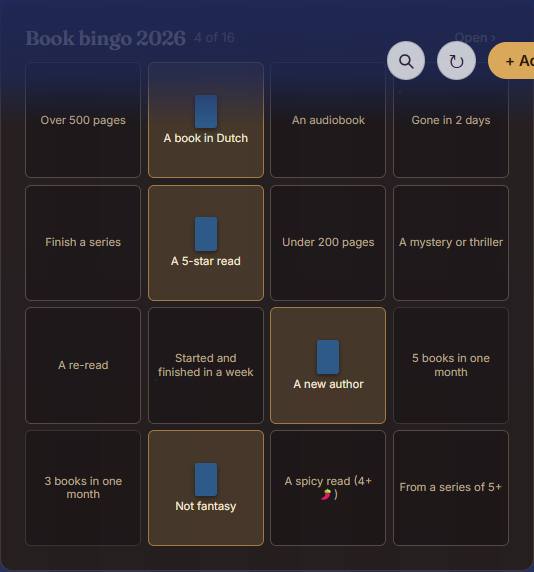 Book bingo 2026 4 of 16 Open ›
+ Ad
Over 500 pages
A book in Dutch
An audiobook
Gone in 2 days
Finish a series
A 5-star read
Under 200 pages
A mystery or thriller
A re-read
Started and
finished in a week
A new author
5 books in one
month
3 books in one
month
Not fantasy
A spicy read (4+
🌶️)
From a series of 5+